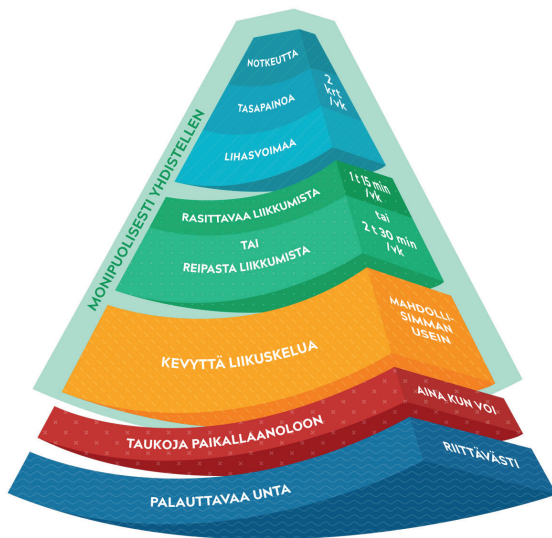 MONIPUOLISESTI YHDISTELLEN
NOTKEUTTA
TASAPAINOA
LIHASVOIMAA
2
krt
/vk
RASITTAVAA LIIKKUMISTA
1 t 15 min
/vk
TAI
tai
REIPASTA LIIKKUMISTA
2 t 30 min
/vk
KEVYTTÄ LIIKUSKELUA
MAHDOLLI-
SIMMAN
USEIN
TAUKOJA PAIKALLAANOLOON
AINA KUN VOI
PALAUTTAVAA UNTA
RIITTÄVÄSTI